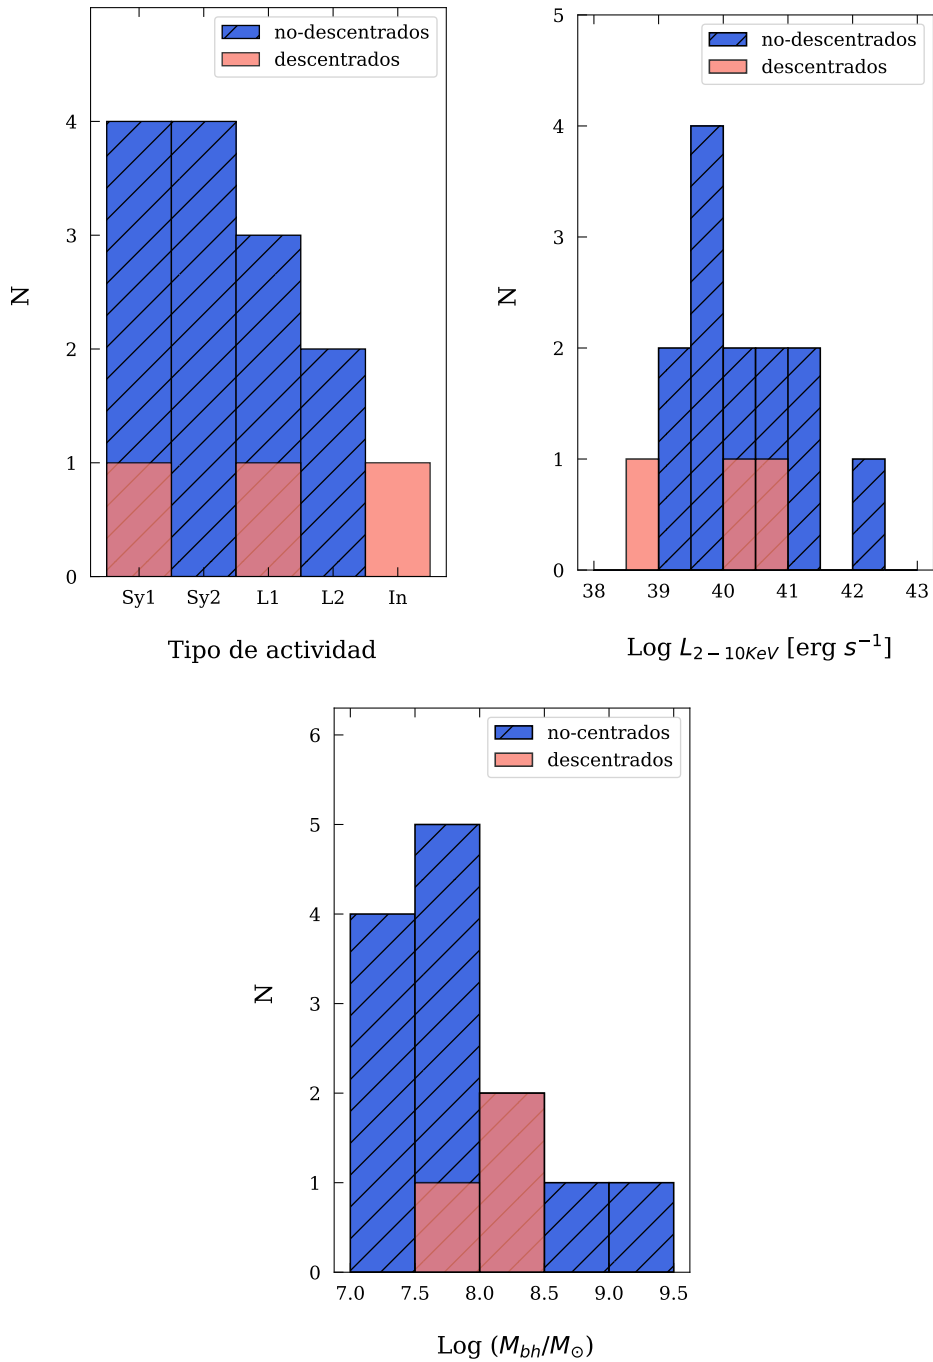 no-descentrados
descentrados
N
4
3
2
1
0
Sy1 Sy2 L1 L2 In
Tipo de actividad
no-descentrados
descentrados
N
5
4
3
2
1
0
38 39 40 41 42 43
Log L₂₋₁₀KeV [erg s⁻¹]
no-centrados
descentrados
N
6
5
4
3
2
1
0
7.0 7.5 8.0 8.5 9.0 9.5
Log (M_bh/M_⊙)